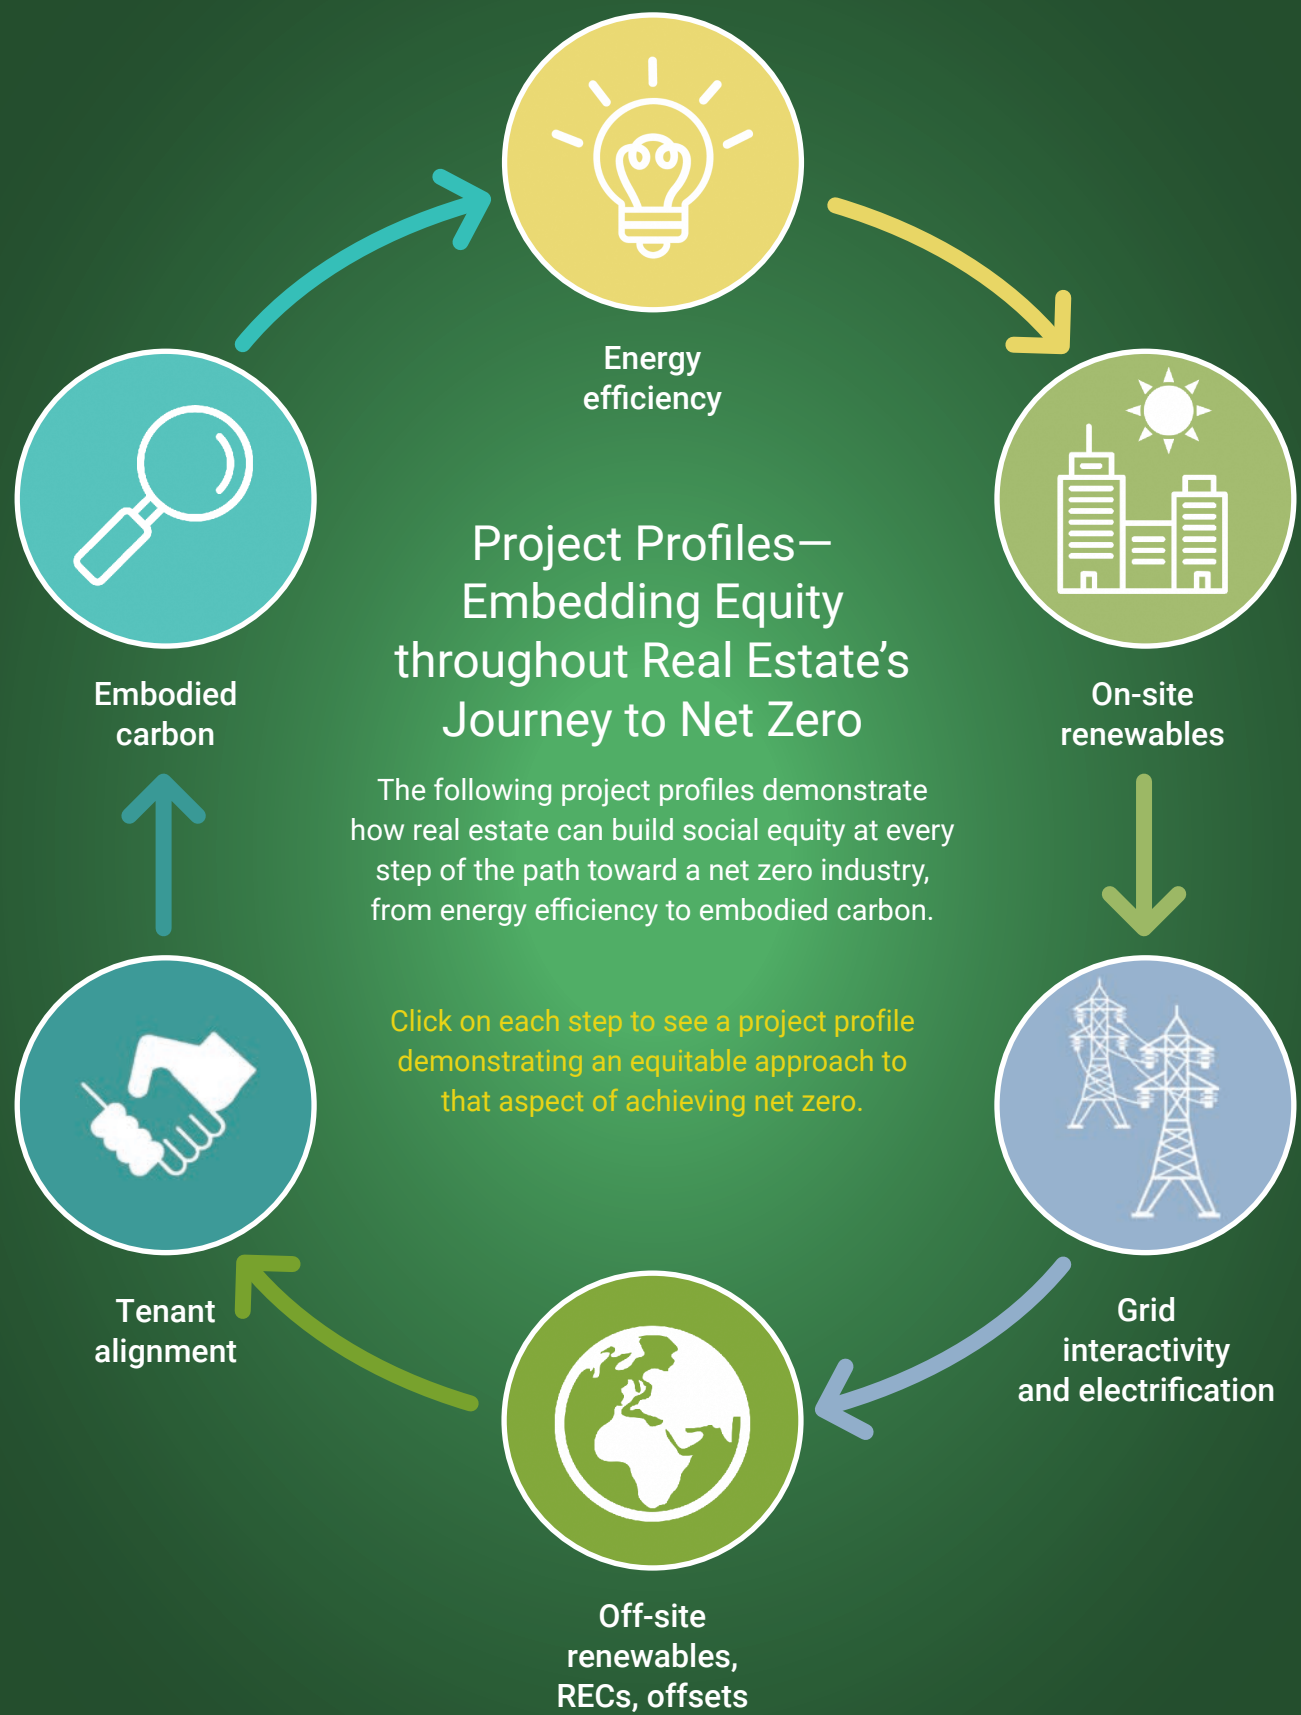 Energy
efficiency
Project Profiles—
Embedding Equity
throughout Real Estate’s
Journey to Net Zero
Embodied
carbon
On-site
renewables
The following project profiles demonstrate
how real estate can build social equity at every
step of the path toward a net zero industry,
from energy efficiency to embodied carbon.
Click on each step to see a project profile
demonstrating an equitable approach to
that aspect of achieving net zero.
Tenant
alignment
Grid
interactivity
and electrification
Off-site
renewables,
RECs, offsets